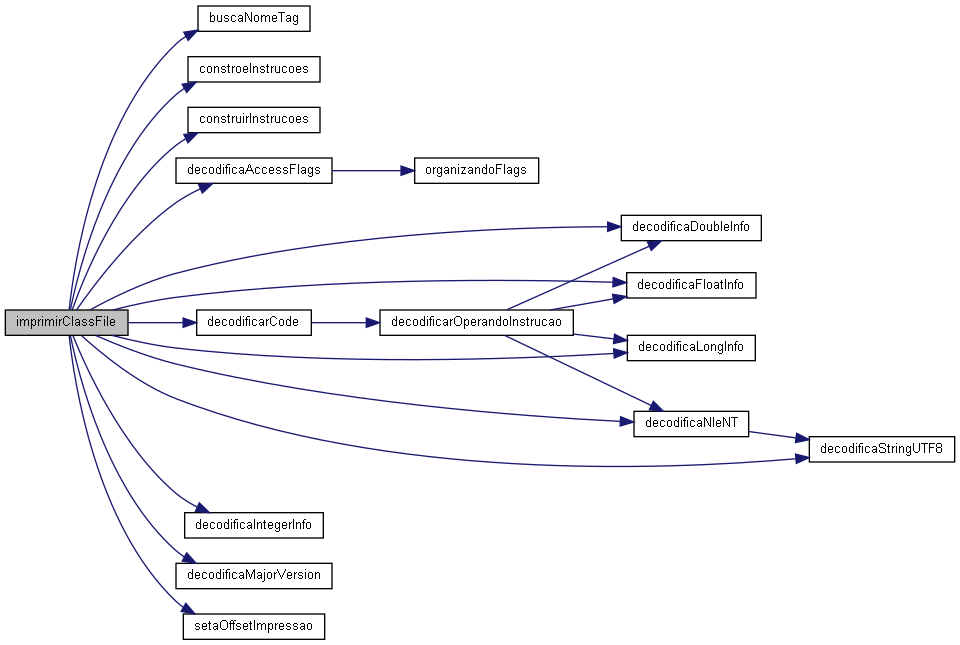 buscaNomeTag
constroeInstrucoes
construirInstrucoes
decodificaAccessFlags
organizandoFlags
decodificaDoubleInfo
decodificaFloatInfo
imprimirClassFile
decodificarCode
decodificarOperandoInstrucao
decodificaLongInfo
decodificaNIeNT
decodificaStringUTF8
decodificaIntegerInfo
decodificaMajorVersion
setaOffsetImpressao